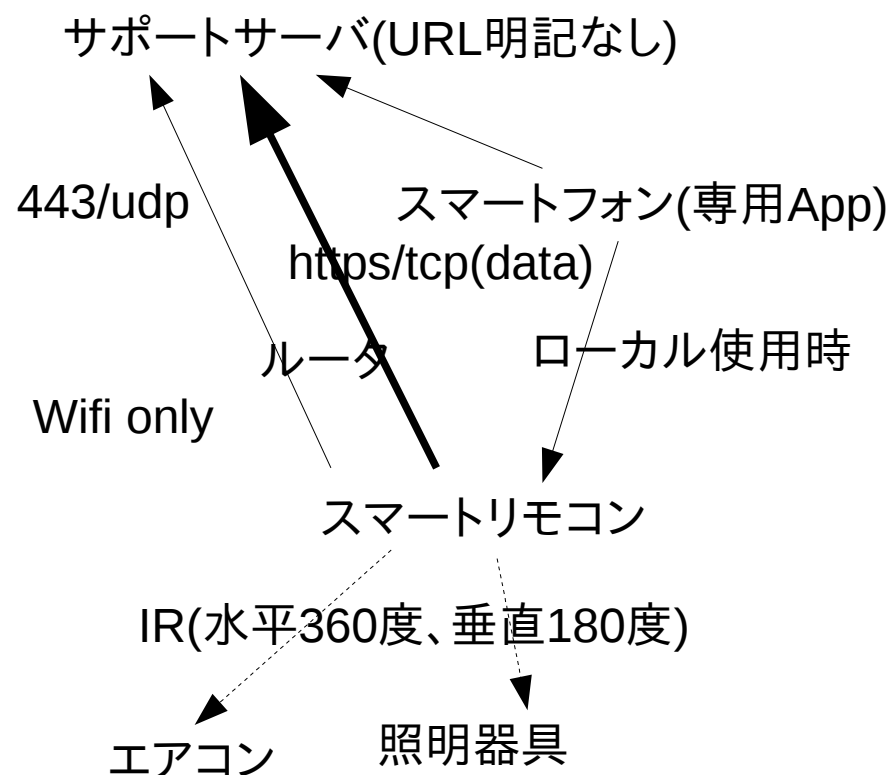 サポートサーバ(URL明記なし)
443/udp
スマートフォン(専用App)
https/tcp(data)
ルータ
ローカル使用時
Wifi only
スマートリモコン
IR(水平360度、垂直180度)
エアコン
照明器具